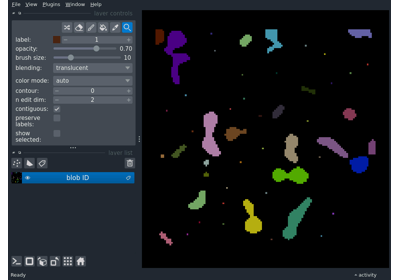 File View Plugins Window Help
layer controls
label: 1
opacity: 0.70
brush size: 10
blending: translucent
color mode: auto
contour: 0
n edit dim: 2
contiguous:
preserve
labels:
show
selected:
layer list
blob ID
Ready
activity